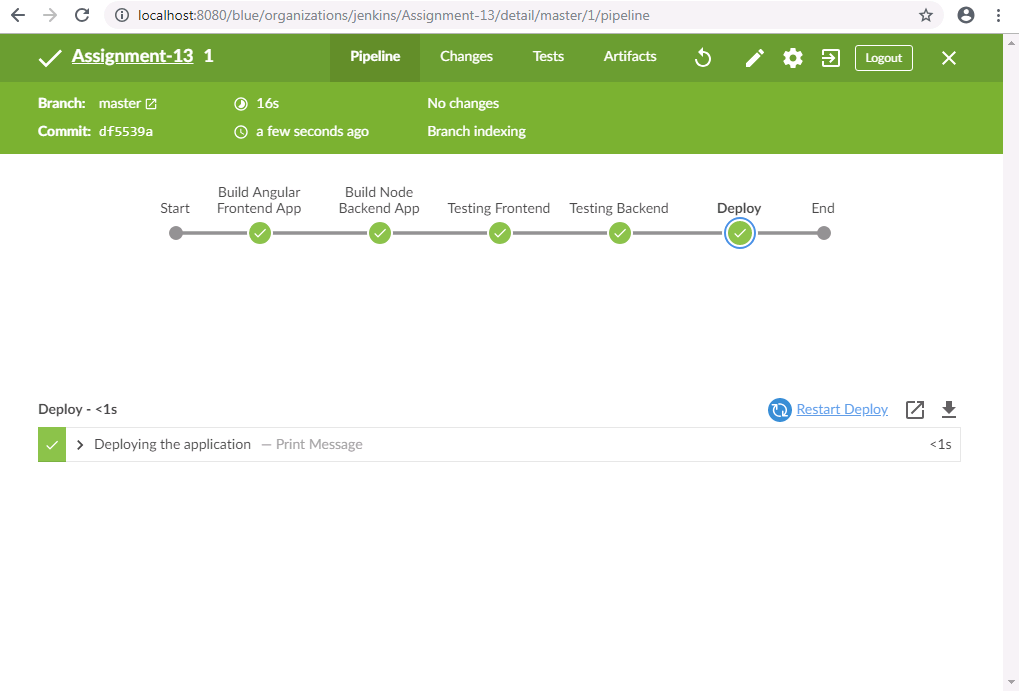 localhost:8080/blue/organizations/jenkins/Assignment-13/detail/master/1/pipeline
Assignment-13 1 Pipeline Changes Tests Artifacts Logout
Branch: master 16s No changes
Commit: df5539a a few seconds ago Branch indexing
Start
Build Angular
Frontend App
Build Node
Backend App
Testing Frontend
Testing Backend
Deploy
End
Deploy - <1s Restart Deploy
Deploying the application — Print Message <1s